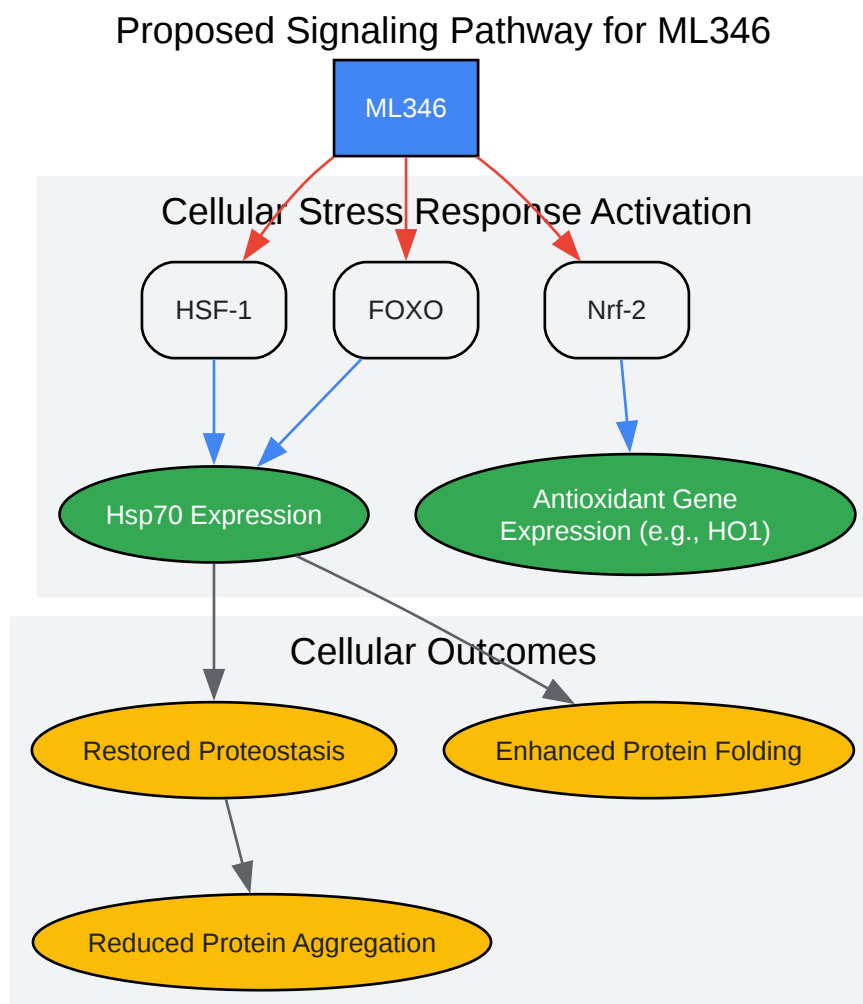 Proposed Signaling Pathway for ML346
ML346
Cellular Stress Response Activation
HSF-1
FOXO
Nrf-2
Hsp70 Expression
Antioxidant Gene
Expression (e.g., HO1)
Cellular Outcomes
Restored Proteostasis
Enhanced Protein Folding
Reduced Protein Aggregation